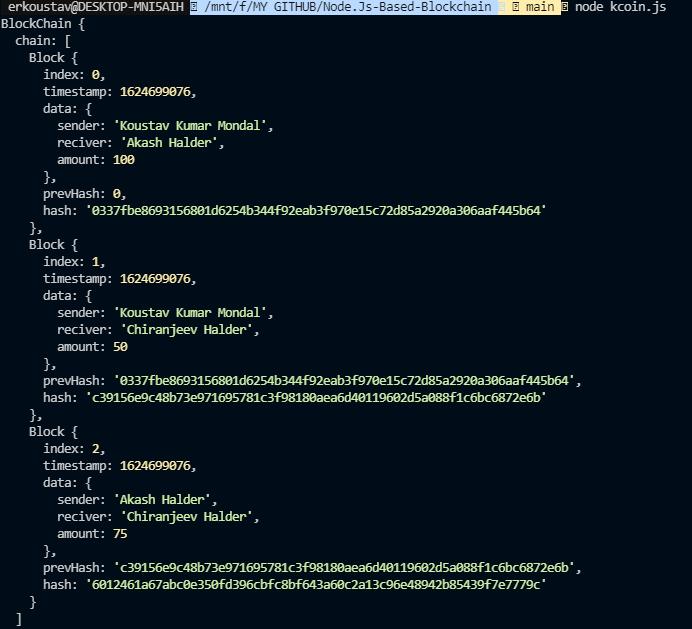 erkoustav@DESKTOP-MNI5AIH /mnt/f/MY GITHUB/Node.Js-Based-Blockchain main node kcoin.js
BlockChain {
  chain: [
    Block {
      index: 0,
      timestamp: 1624699076,
      data: {
        sender: 'Koustav Kumar Mondal',
        reciver: 'Akash Halder',
        amount: 100
      },
      prevHash: 0,
      hash: '0337fbe8693156801d6254b344f92eab3f970e15c72d85a2920a306aaf445b64'
    },
    Block {
      index: 1,
      timestamp: 1624699076,
      data: {
        sender: 'Koustav Kumar Mondal',
        reciver: 'Chiranjeev Halder',
        amount: 50
      },
      prevHash: '0337fbe8693156801d6254b344f92eab3f970e15c72d85a2920a306aaf445b64',
      hash: 'c39156e9c48b73e971695781c3f98180aea6d40119602d5a088f1c6bc6872e6b'
    },
    Block {
      index: 2,
      timestamp: 1624699076,
      data: {
        sender: 'Akash Halder',
        reciver: 'Chiranjeev Halder',
        amount: 75
      },
      prevHash: 'c39156e9c48b73e971695781c3f98180aea6d40119602d5a088f1c6bc6872e6b',
      hash: '6012461a67abc0e350fd396cbfc8bf643a60c2a13c96e48942b85439f7e7779c'
    }
  ]